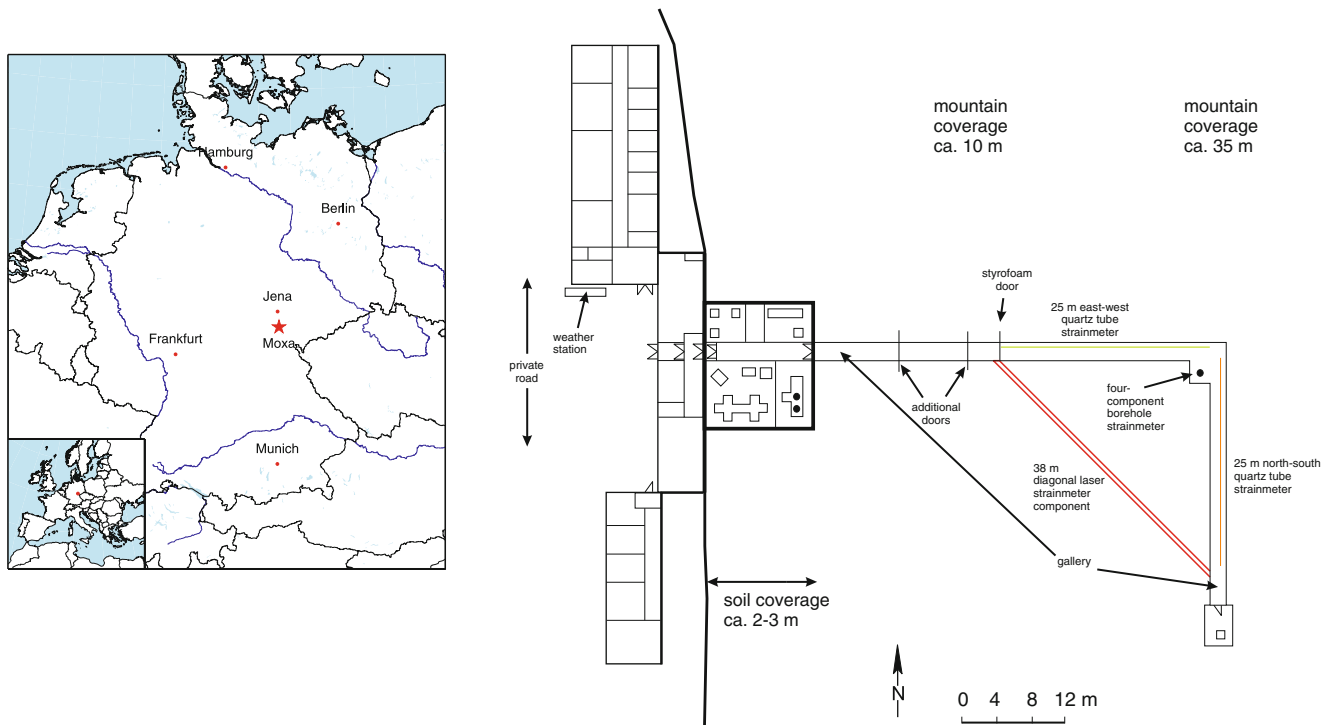 Hamburg
Berlin
Jena
Moxa
Frankfurt
Munich
mountain
coverage
ca. 10 m
mountain
coverage
ca. 35 m
styrofoam
door
25 m east-west
quartz tube
strainmeter
weather
station
private
road
additional
doors
four-
component
borehole
strainmeter
38 m
diagonal laser
strainmeter
component
25 m north-south
quartz tube
strainmeter
gallery
soil coverage
ca. 2-3 m
N
0 4 8 12 m